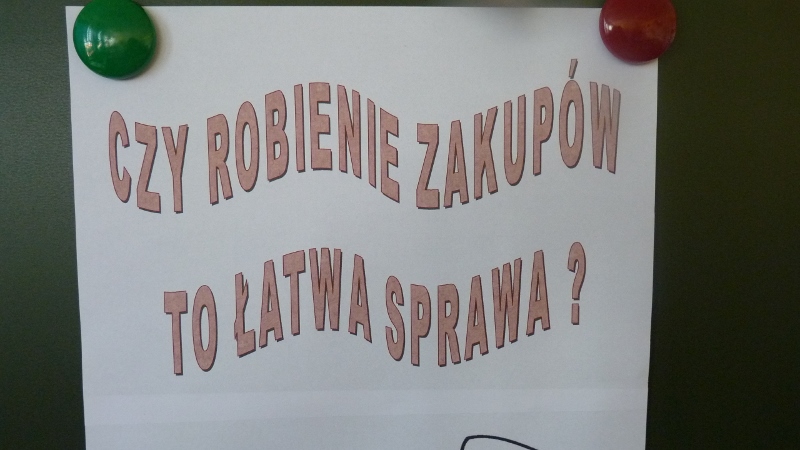 CZY ROBIENIE ZAKUPÓW
TO ŁATWA SPRAWA ?